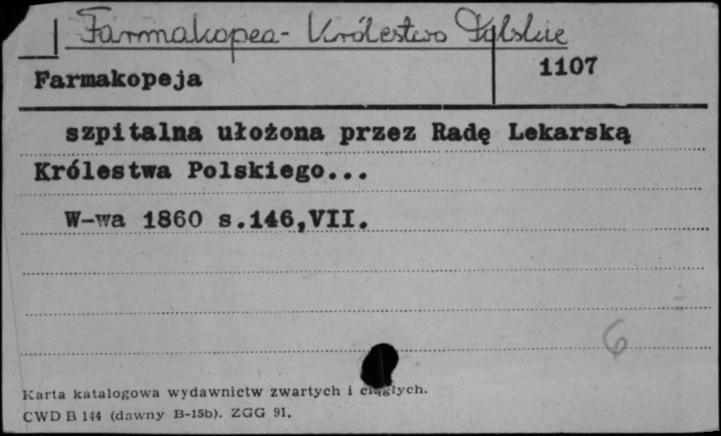 Farmakopea - Królestwo Polskie
Farmakopeja 1107
szpitalna ułożona przez Radę Lekarską
Królestwa Polskiego...
W-wa 1860 s.146,VII.
6
Karta katalogowa wydawnictw zwartych i ciągłych.
CWD B 144 (dawny B-15b). ZGG 91.